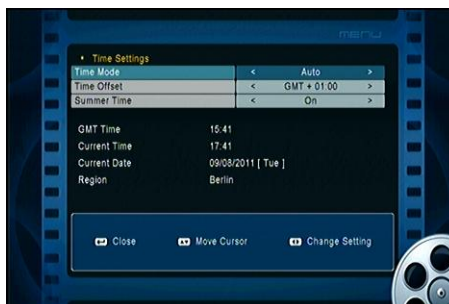 menu
Time Settings
Time Mode < Auto >
Time Offset < GMT + 01:00 >
Summer Time < On >
GMT Time 15:41
Current Time 17:41
Current Date 09/08/2011 [ Tue ]
Region Berlin
Close Move Cursor Change Setting